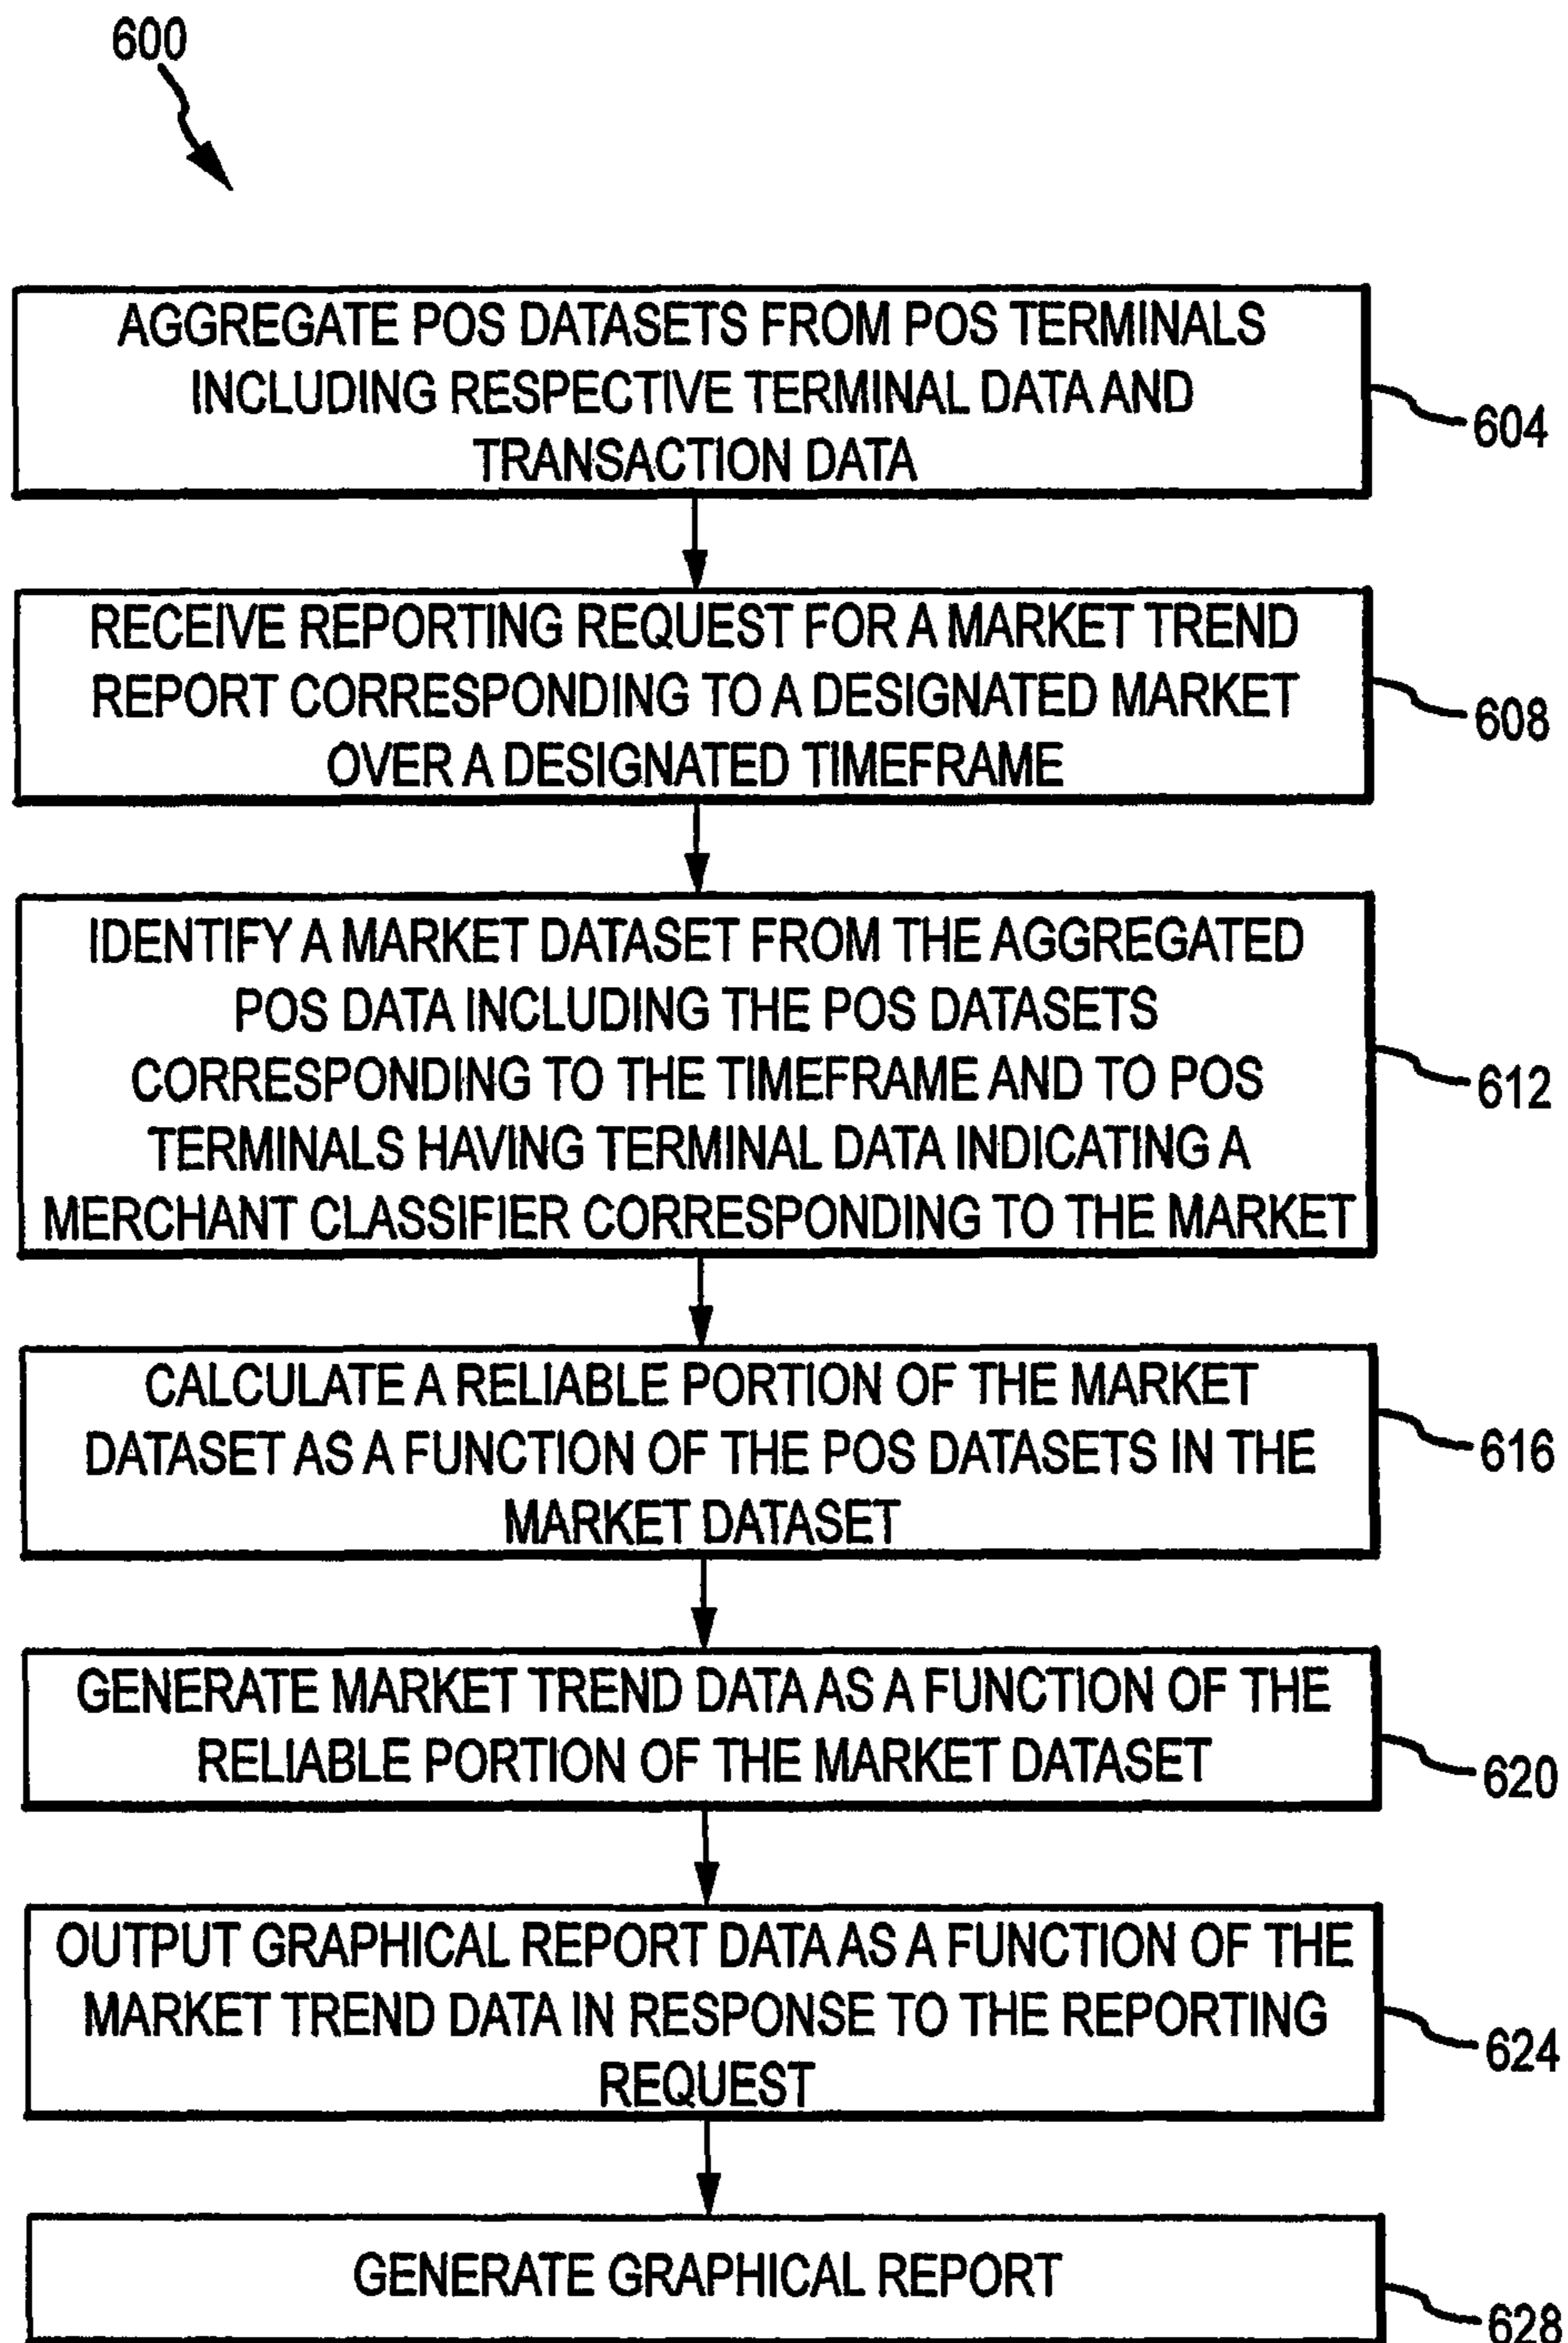 600
AGGREGATE POS DATASETS FROM POS TERMINALS
INCLUDING RESPECTIVE TERMINAL DATA AND
TRANSACTION DATA
604
RECEIVE REPORTING REQUEST FOR A MARKET TREND
REPORT CORRESPONDING TO A DESIGNATED MARKET
OVER A DESIGNATED TIMEFRAME
608
IDENTIFY A MARKET DATASET FROM THE AGGREGATED
POS DATA INCLUDING THE POS DATASETS
CORRESPONDING TO THE TIMEFRAME AND TO POS
TERMINALS HAVING TERMINAL DATA INDICATING A
MERCHANT CLASSIFIER CORRESPONDING TO THE MARKET
612
CALCULATE A RELIABLE PORTION OF THE MARKET
DATASET AS A FUNCTION OF THE POS DATASETS IN THE
MARKET DATASET
616
GENERATE MARKET TREND DATA AS A FUNCTION OF THE
RELIABLE PORTION OF THE MARKET DATASET
620
OUTPUT GRAPHICAL REPORT DATA AS A FUNCTION OF THE
MARKET TREND DATA IN RESPONSE TO THE REPORTING
REQUEST
624
GENERATE GRAPHICAL REPORT
628